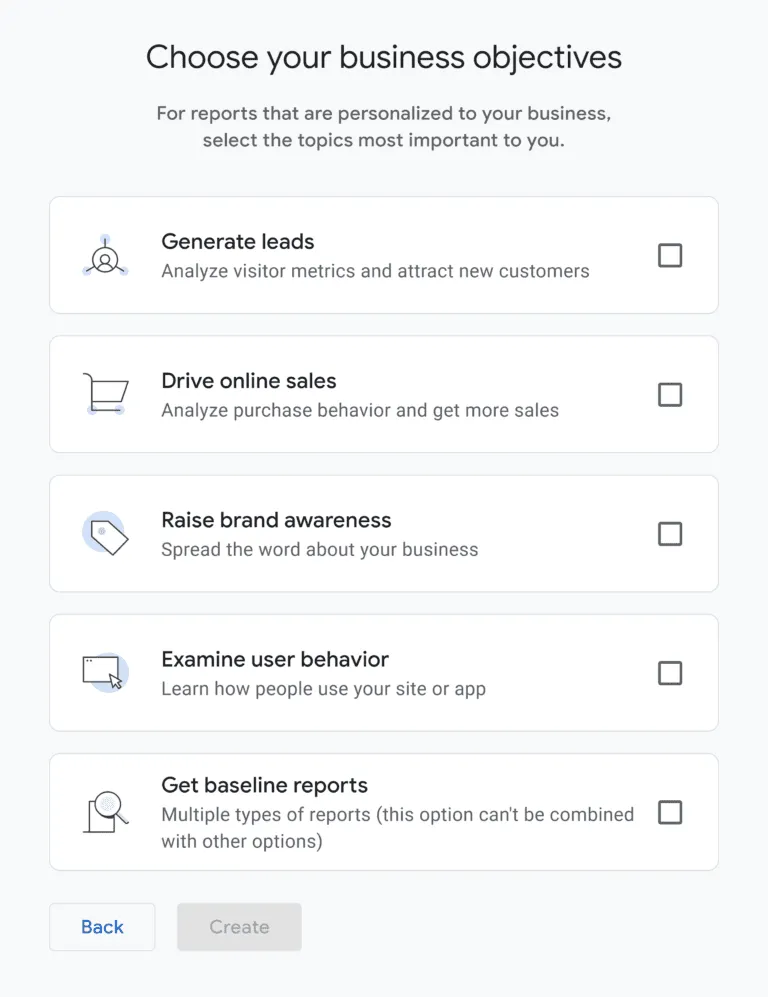 Choose your business objectives
For reports that are personalized to your business,
select the topics most important to you.
Generate leads
Analyze visitor metrics and attract new customers
Drive online sales
Analyze purchase behavior and get more sales
Raise brand awareness
Spread the word about your business
Examine user behavior
Learn how people use your site or app
Get baseline reports
Multiple types of reports (this option can't be combined
with other options)
Back
Create